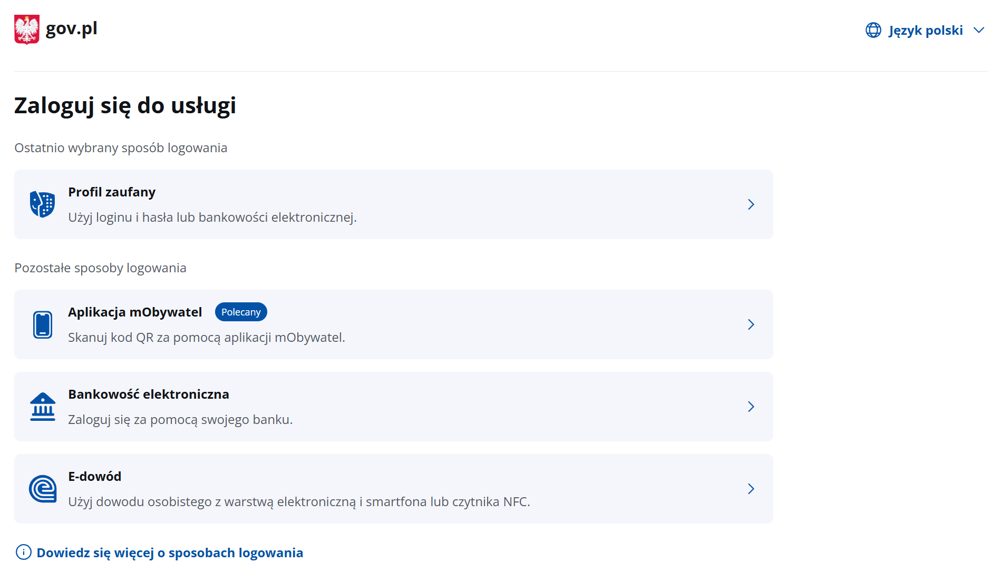 gov.pl
Język polski
Zaloguj się do usługi
Ostatnio wybrany sposób logowania
Profil zaufany
Użyj loginu i hasła lub bankowości elektronicznej.
Pozostałe sposoby logowania
Aplikacja mObywatel Polecany
Skanuj kod QR za pomocą aplikacji mObywatel.
Bankowość elektroniczna
Zaloguj się za pomocą swojego banku.
E-dowód
Użyj dowodu osobistego z warstwą elektroniczną i smartfona lub czytnika NFC.
Dowiedz się więcej o sposobach logowania